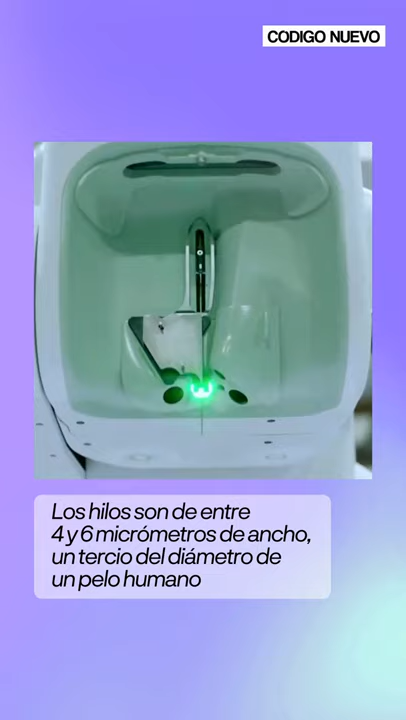 CODIGO NUEVO
Los hilos son de entre
4 y 6 micrómetros de ancho,
un tercio del diámetro de
un pelo humano